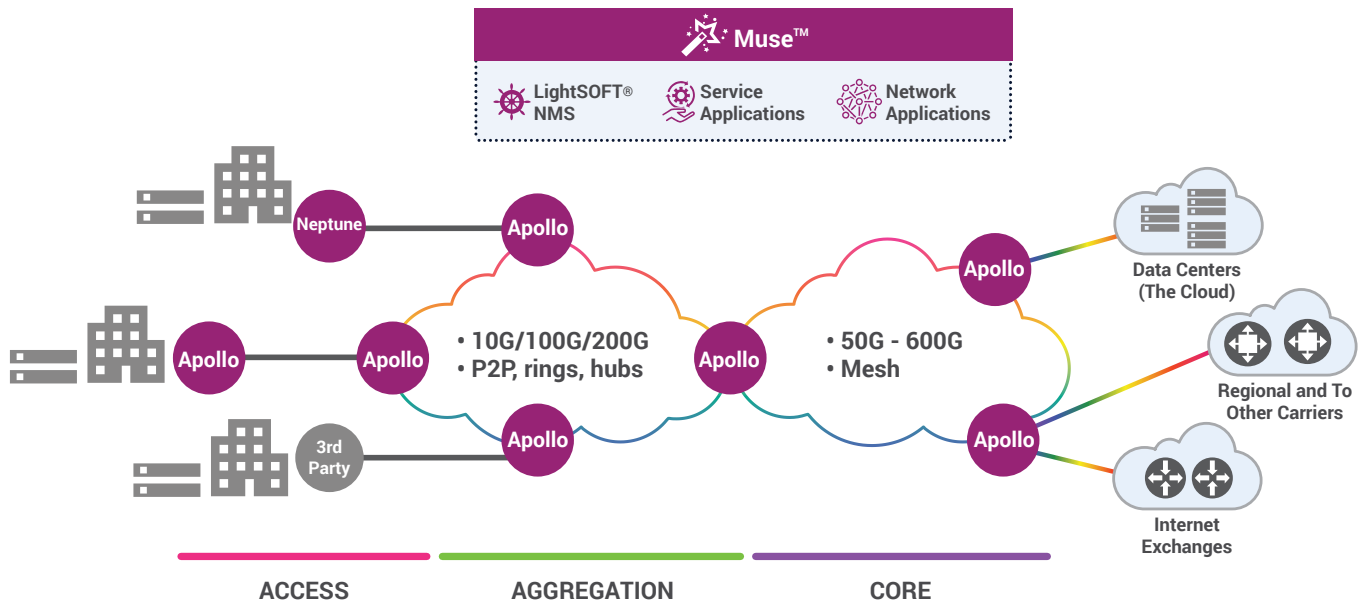 Muse™
LightSOFT®
NMS
Service
Applications
Network
Applications
Neptune
Apollo
Apollo
Apollo
3rd
Party
Apollo
Apollo
• 10G/100G/200G
• P2P, rings, hubs
Apollo
• 50G - 600G
• Mesh
Apollo
Apollo
Data Centers
(The Cloud)
Regional and To
Other Carriers
Internet
Exchanges
ACCESS
AGGREGATION
CORE